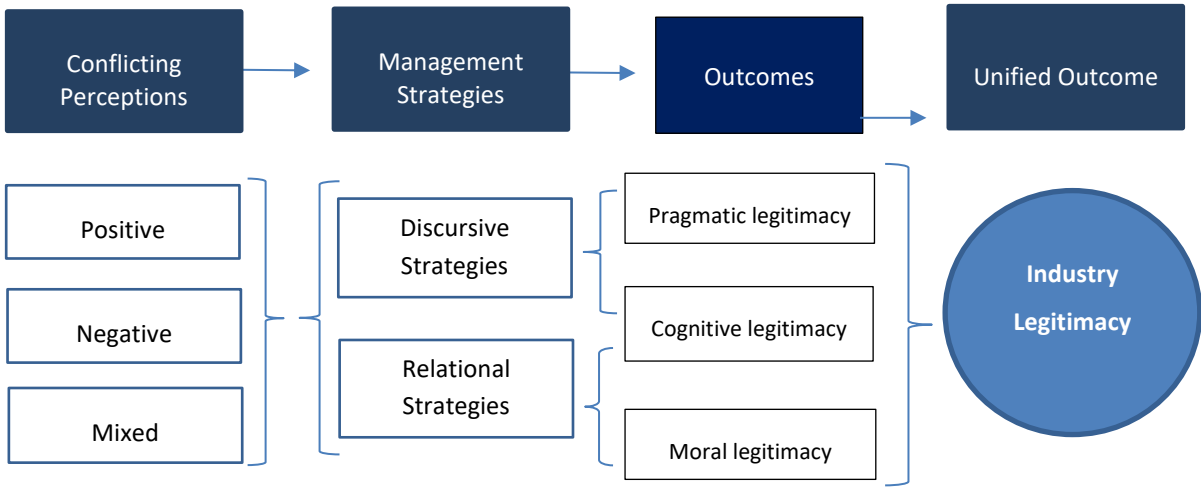 Conflicting
Perceptions
Management
Strategies
Outcomes
Unified Outcome
Positive
Negative
Mixed
Discursive
Strategies
Relational
Strategies
Pragmatic legitimacy
Cognitive legitimacy
Moral legitimacy
Industry
Legitimacy